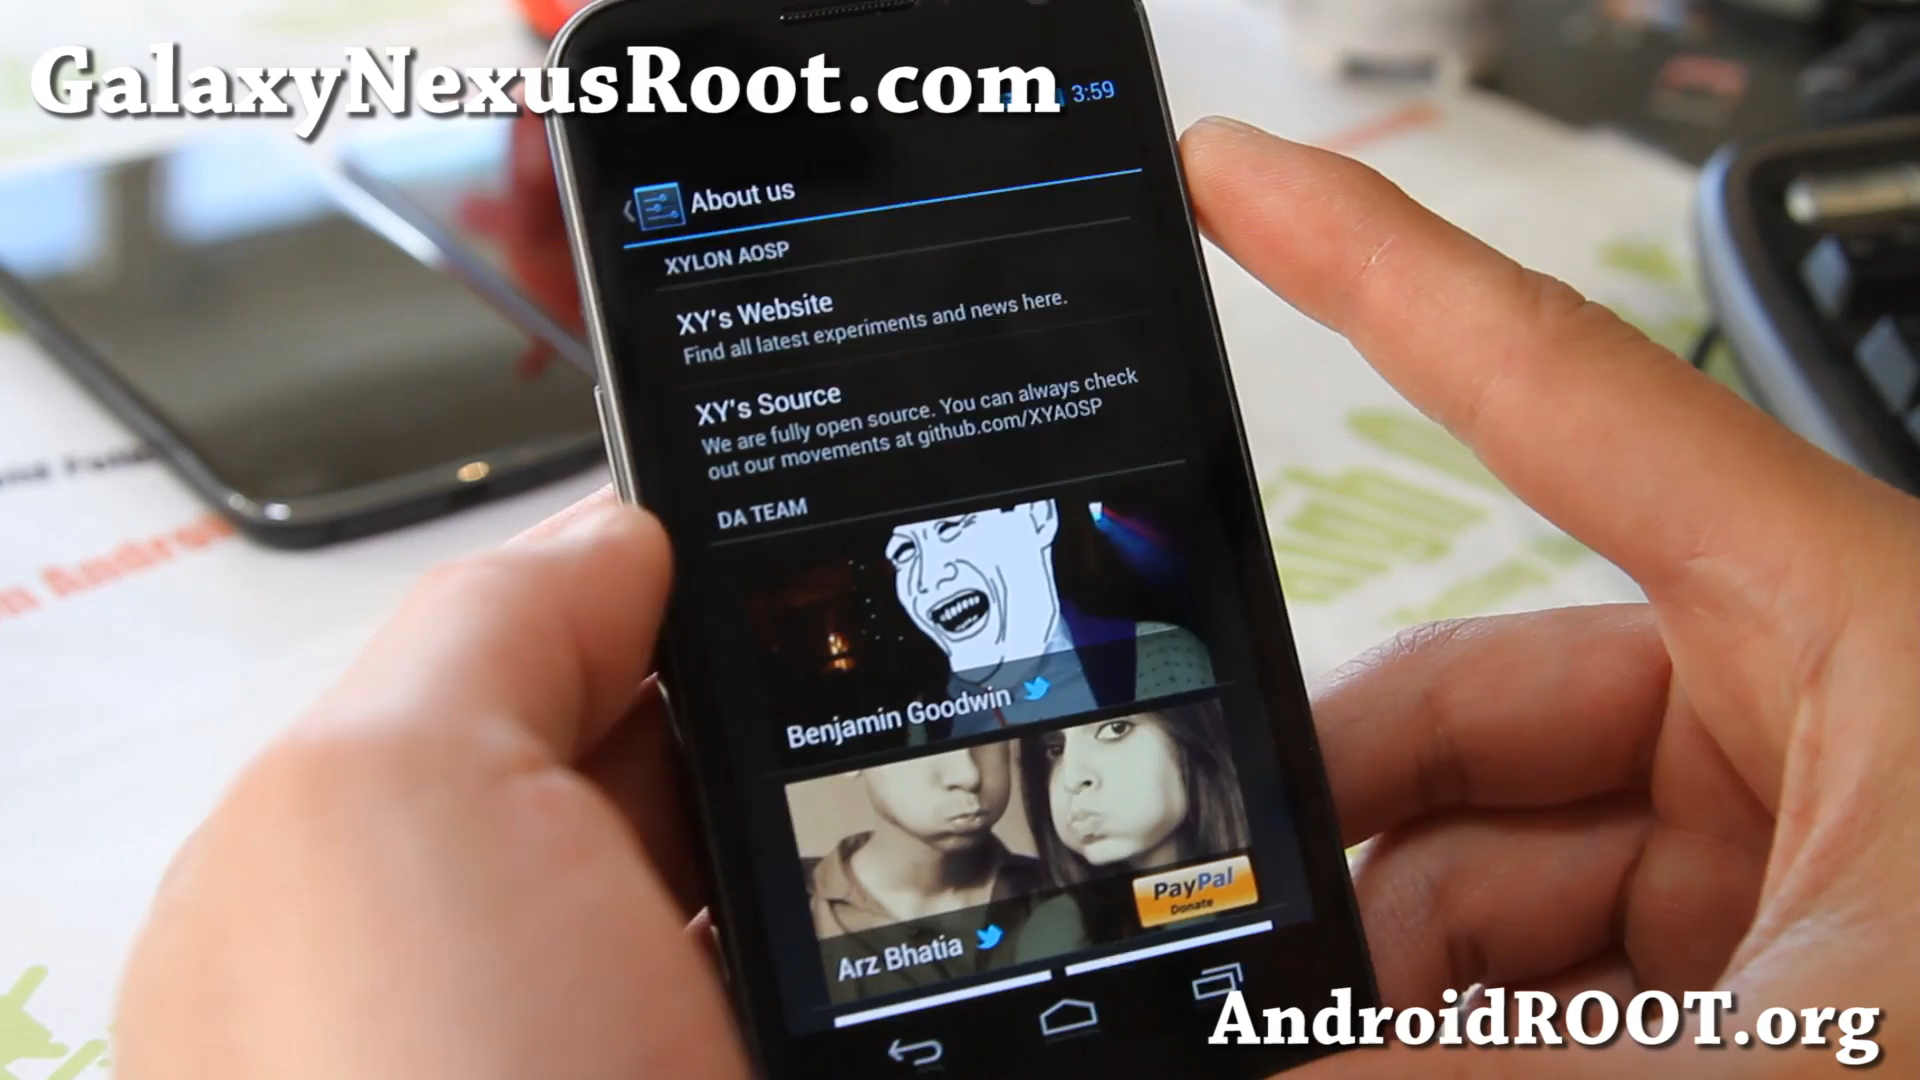 GalaxyNexusRoot.com
3:59
About us
XYLON AOSP
XY's Website
Find all latest experiments and news here.
XY's Source
We are fully open source. You can always check
out our movements at github.com/XYAOSP
DA TEAM
Benjamin Goodwin
PayPal
Donate
Arz Bhatia
AndroidROOT.org